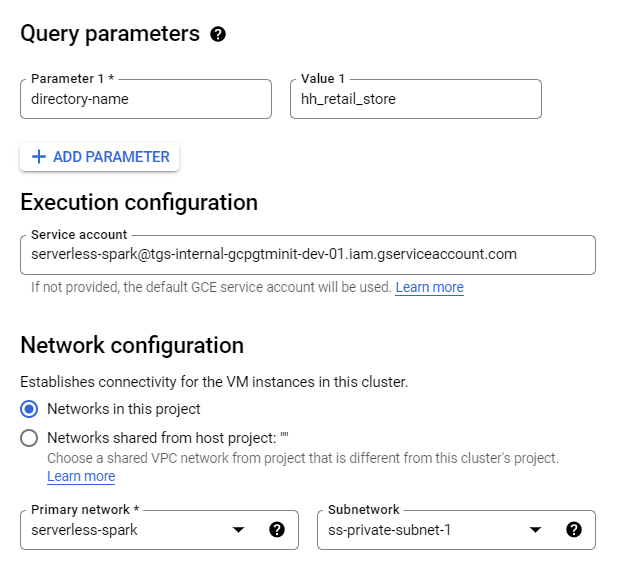 Query parameters ?
Parameter 1 * Value 1
directory-name hh_retail_store
+ ADD PARAMETER
Execution configuration
Service account
serverless-spark@tgs-internal-gcpgtminit-dev-01.iam.gserviceaccount.com
If not provided, the default GCE service account will be used. Learn more
Network configuration
Establishes connectivity for the VM instances in this cluster.
Networks in this project
Networks shared from host project: ""
Choose a shared VPC network from project that is different from this cluster's project.
Learn more
Primary network * Subnetwork
serverless-spark ? ss-private-subnet-1 ?